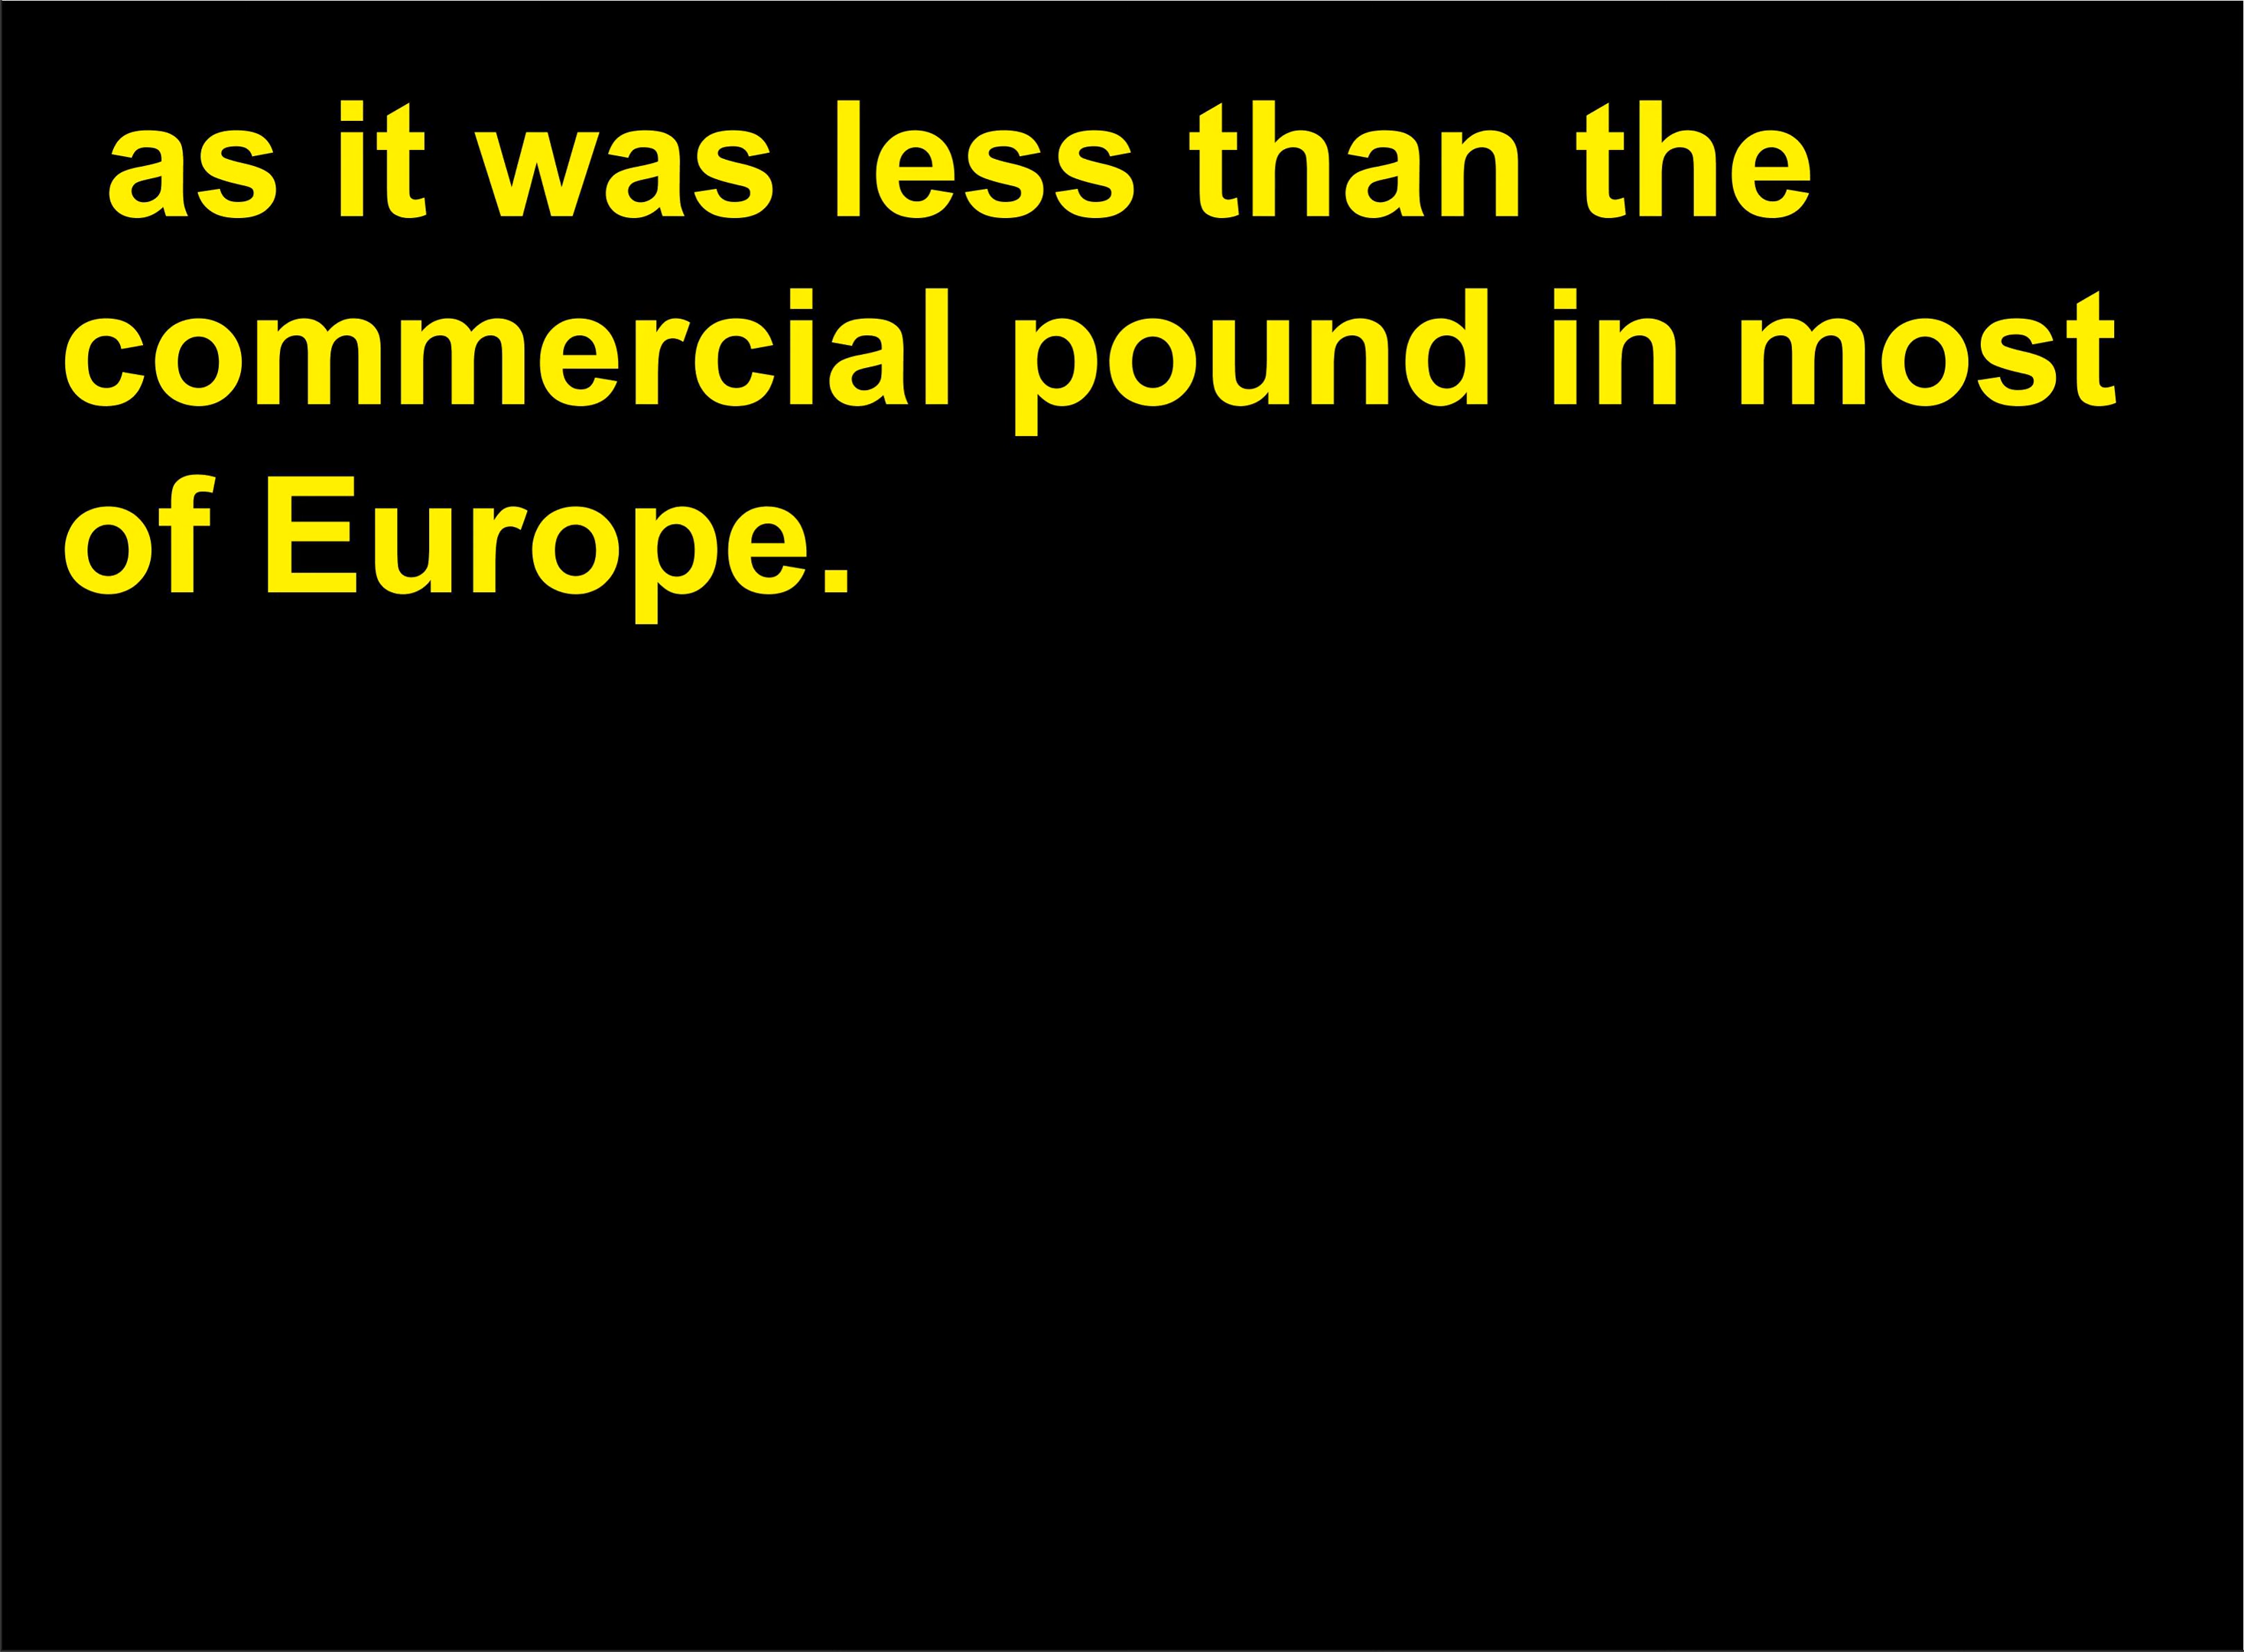 as it was less than the
commercial pound in most
of Europe.